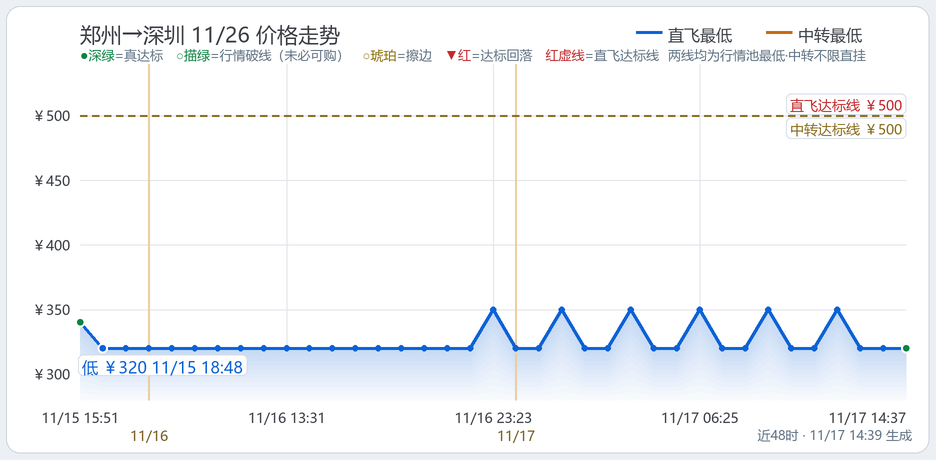 郑州→深圳 11/26 价格走势
直飞最低 中转最低
●深绿=真达标 ○描绿=行情破线（未必可购） ○琥珀=擦边 ▼红=达标回落 红虚线=直飞达标线 两线均为行情池最低·中转不限直挂
直飞达标线 ￥500
￥500
中转达标线 ￥500
￥450
￥400
￥350
低 ￥320 11/15 18:48
￥300
11/15 15:51 11/16 13:31 11/16 23:23 11/17 06:25 11/17 14:37
11/16 11/17 近48时 · 11/17 14:39 生成